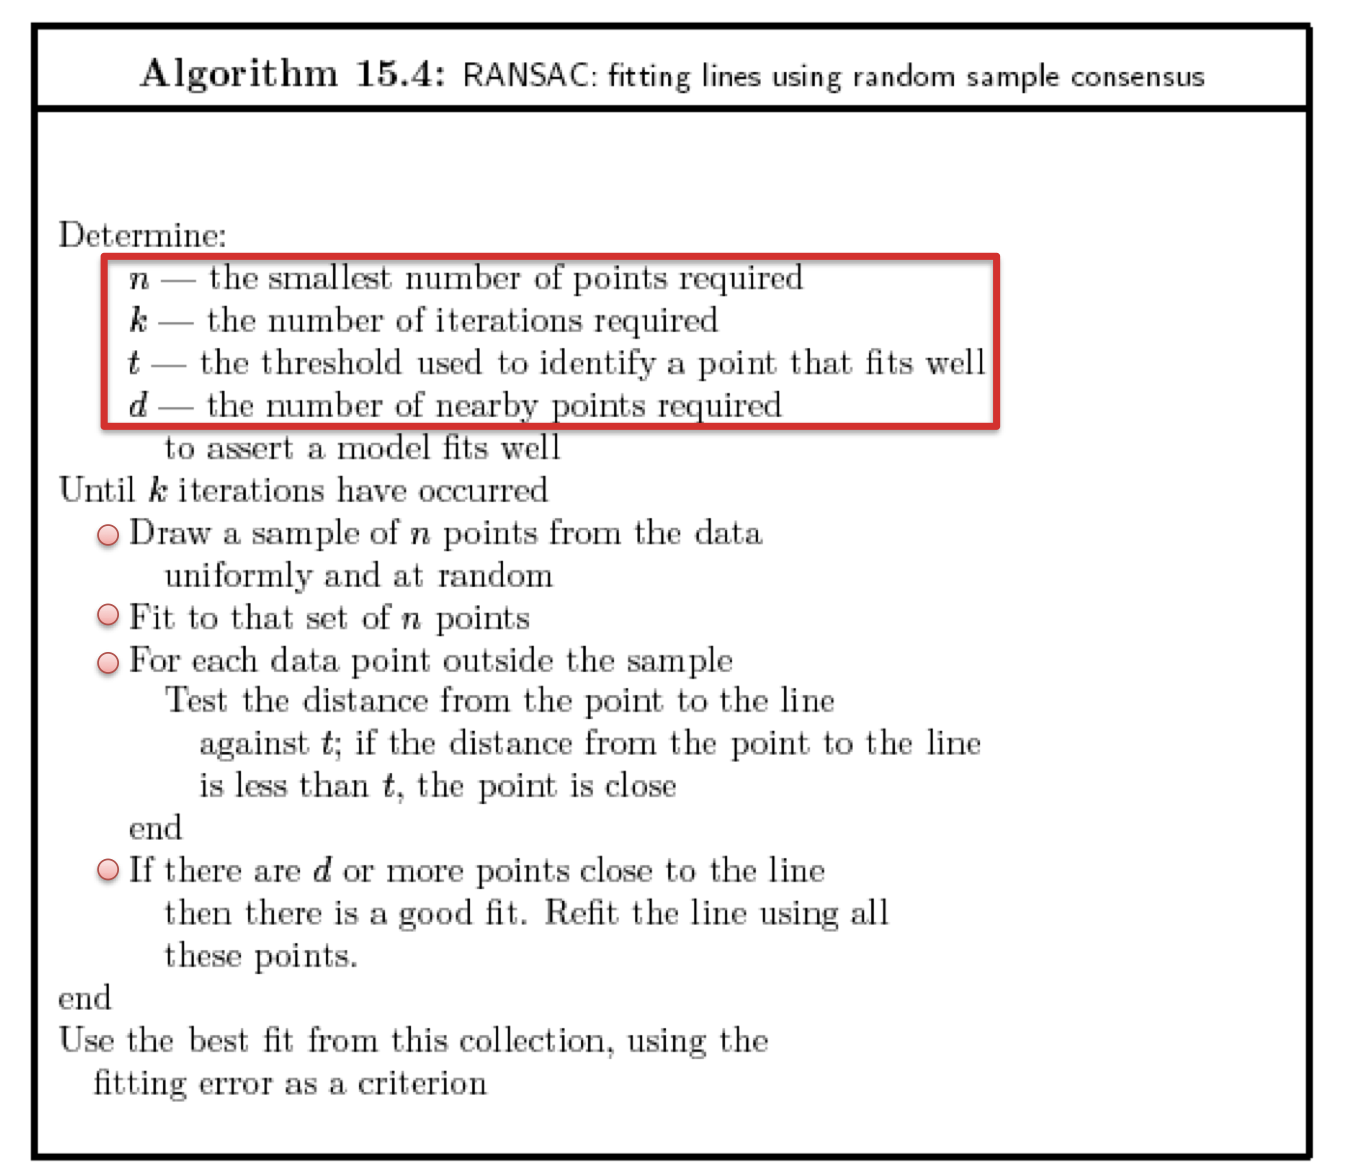 Algorithm 15.4: RANSAC: fitting lines using random sample consensus
Determine:
n — the smallest number of points required
k — the number of iterations required
t — the threshold used to identify a point that fits well
d — the number of nearby points required
to assert a model fits well
Until k iterations have occurred
Draw a sample of n points from the data
uniformly and at random
Fit to that set of n points
For each data point outside the sample
Test the distance from the point to the line
against t; if the distance from the point to the line
is less than t, the point is close
end
If there are d or more points close to the line
then there is a good fit. Refit the line using all
these points.
end
Use the best fit from this collection, using the
fitting error as a criterion